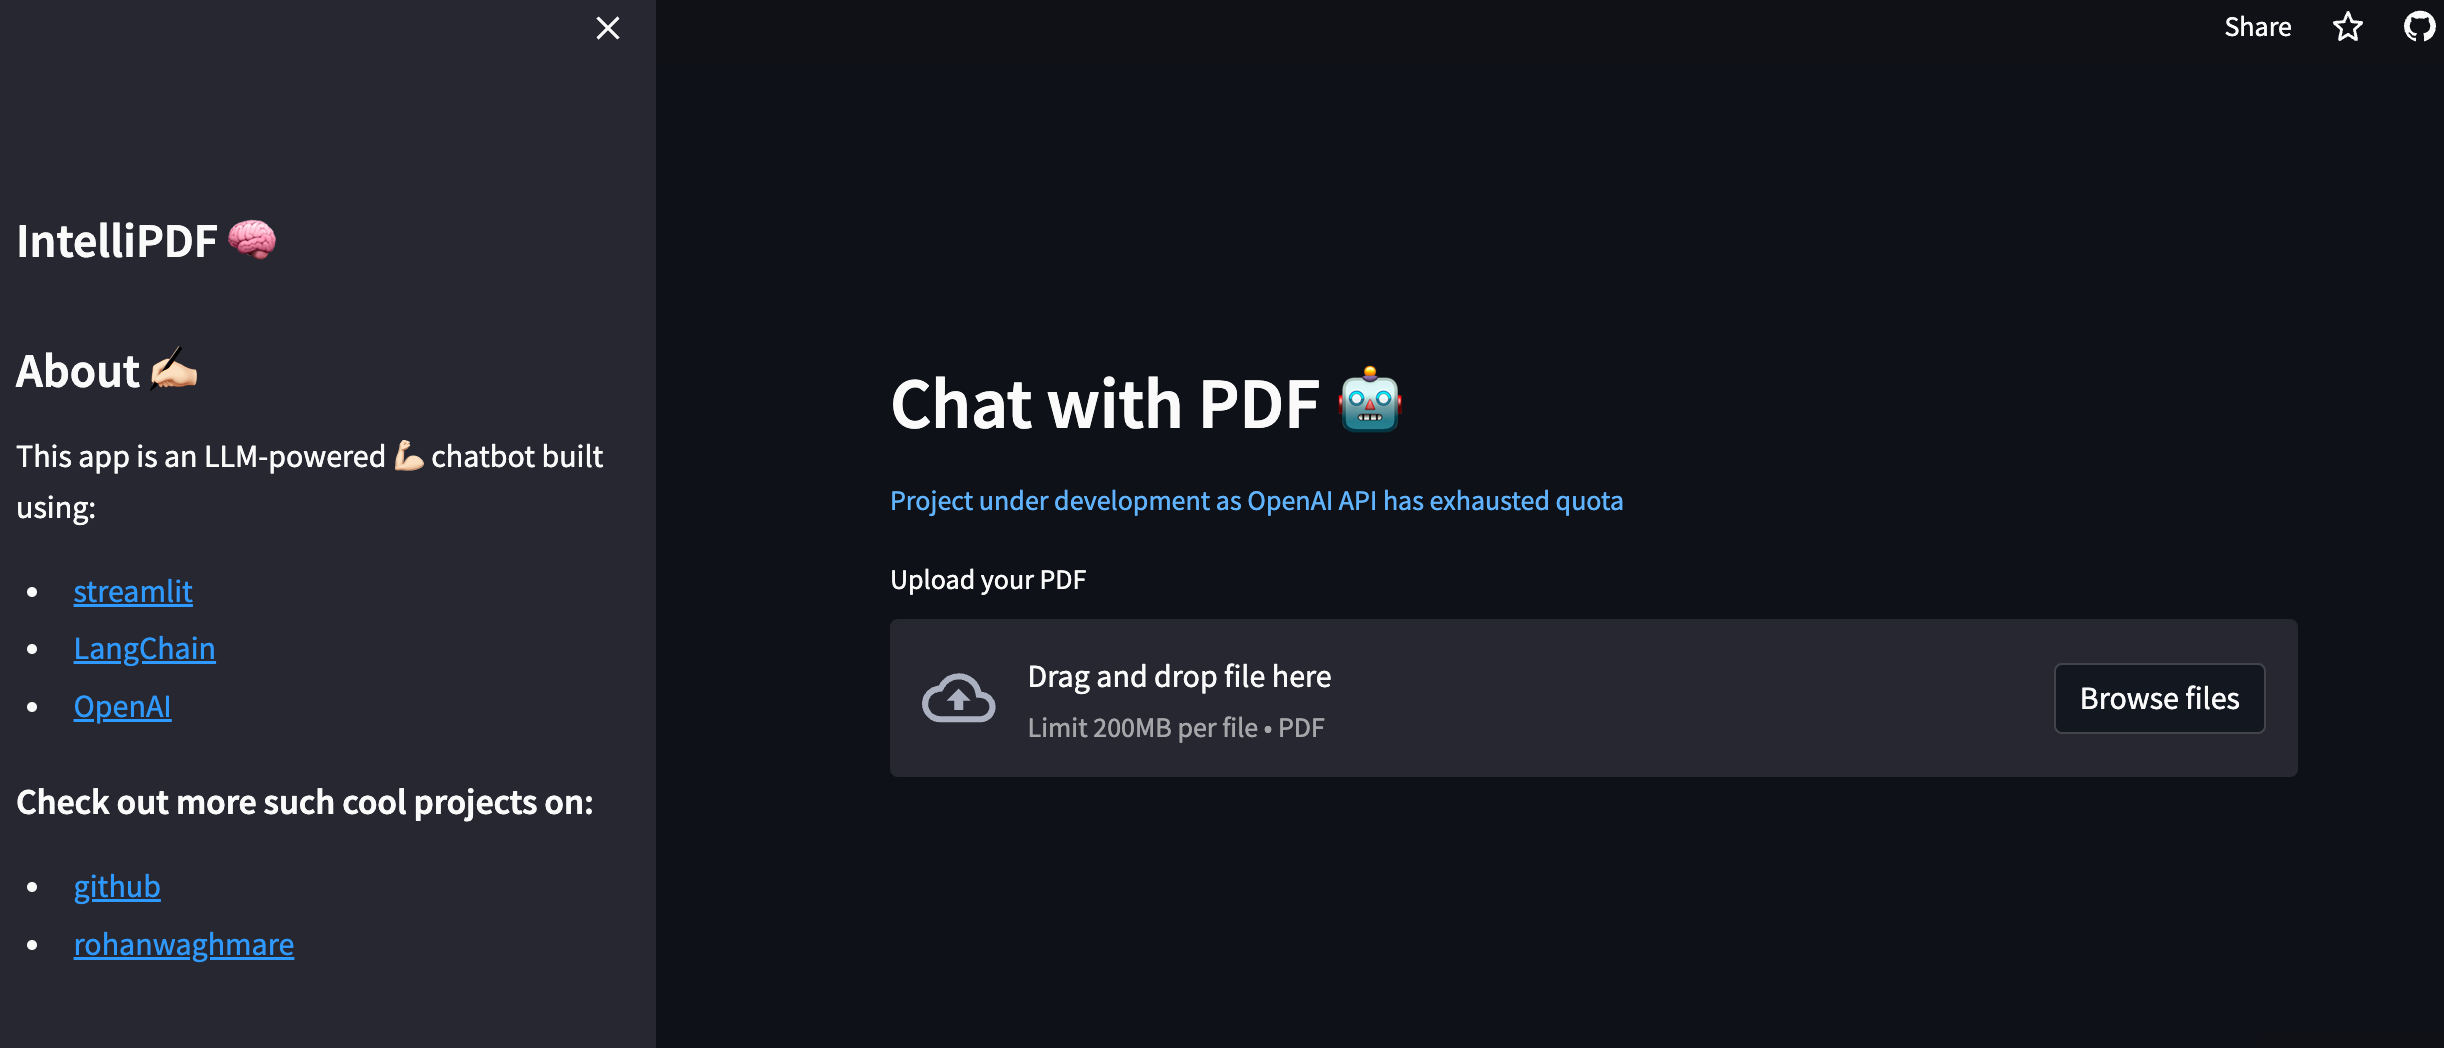 Share
IntelliPDF 🧠
About ✍🏻
This app is an LLM-powered 💪🏻 chatbot built
using:
• streamlit
• LangChain
• OpenAI
Check out more such cool projects on:
• github
• rohanwaghmare
Chat with PDF 🤖
Project under development as OpenAI API has exhausted quota
Upload your PDF
Drag and drop file here
Limit 200MB per file • PDF
Browse files